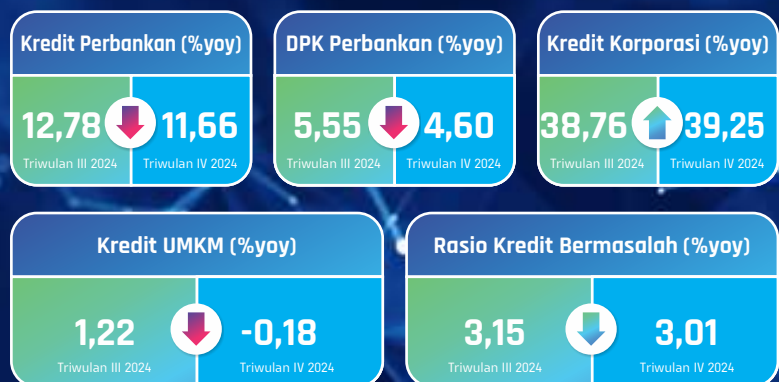 Kredit Perbankan (%yoy)
12,78
11,66
Triwulan III 2024
Triwulan IV 2024
DPK Perbankan (%yoy)
5,55
4,60
Triwulan III 2024
Triwulan IV 2024
Kredit Korporasi (%yoy)
38,76
39,25
Triwulan III 2024
Triwulan IV 2024
Kredit UMKM (%yoy)
1,22
-0,18
Triwulan III 2024
Triwulan IV 2024
Rasio Kredit Bermasalah (%yoy)
3,15
3,01
Triwulan III 2024
Triwulan IV 2024